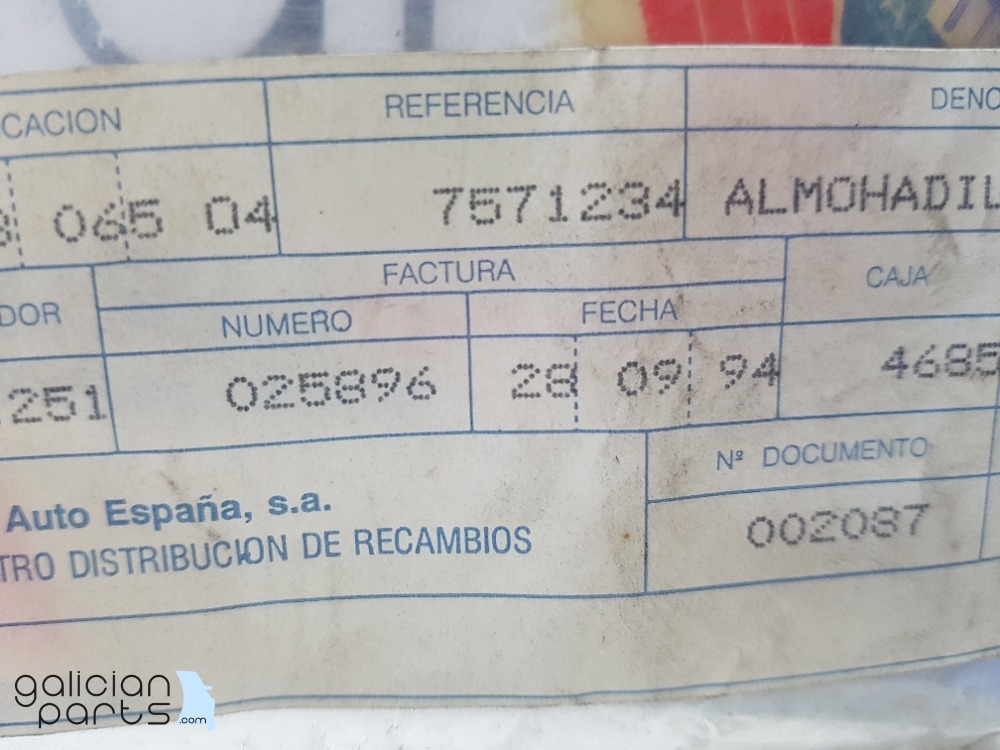 CACION REFERENCIA DENO
065 04 7571234 ALMOHADIL
DOR FACTURA CAJA
NUMERO FECHA
251 025896 28 09 94 4685
Nº DOCUMENTO
Auto España, s.a.
TRO DISTRIBUCION DE RECAMBIOS 002087
galician
parts.com